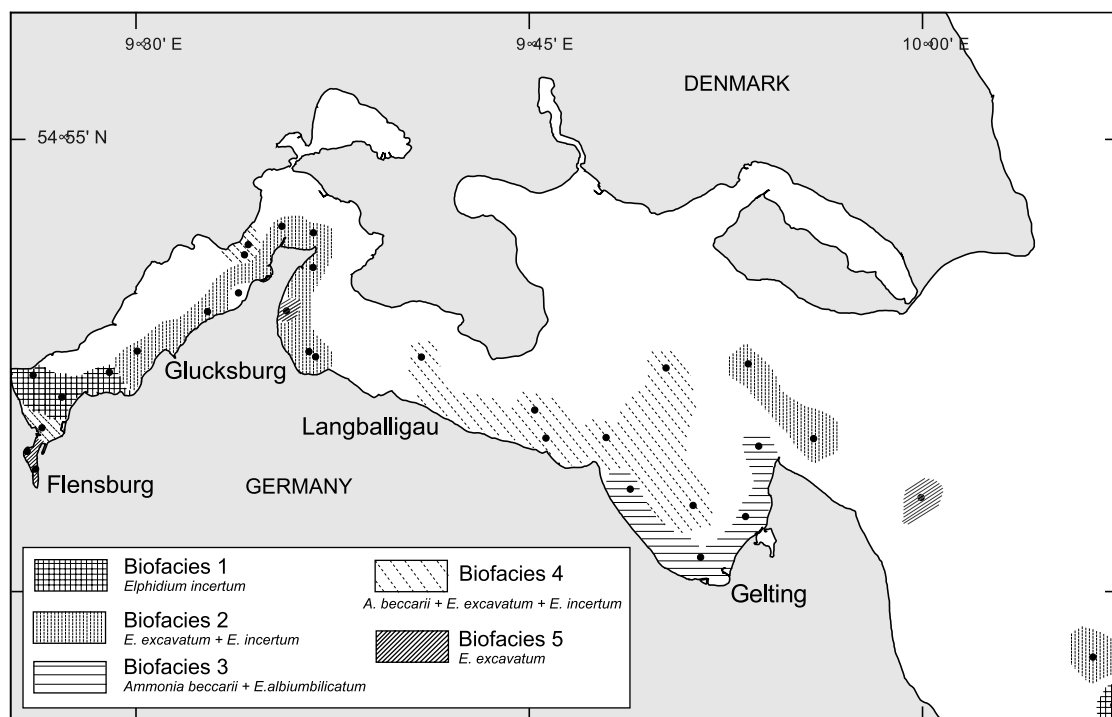 9∞30' E
9∞45' E
10∞00' E
DENMARK
54∞55' N
Glucksburg
Langballigau
Flensburg
GERMANY
Gelting
Biofacies 1
Elphidium incertum
Biofacies 2
E. excavatum + E. incertum
Biofacies 3
Ammonia beccarii + E.albiumbilicatum
Biofacies 4
A. beccarii + E. excavatum + E. incertum
Biofacies 5
E. excavatum